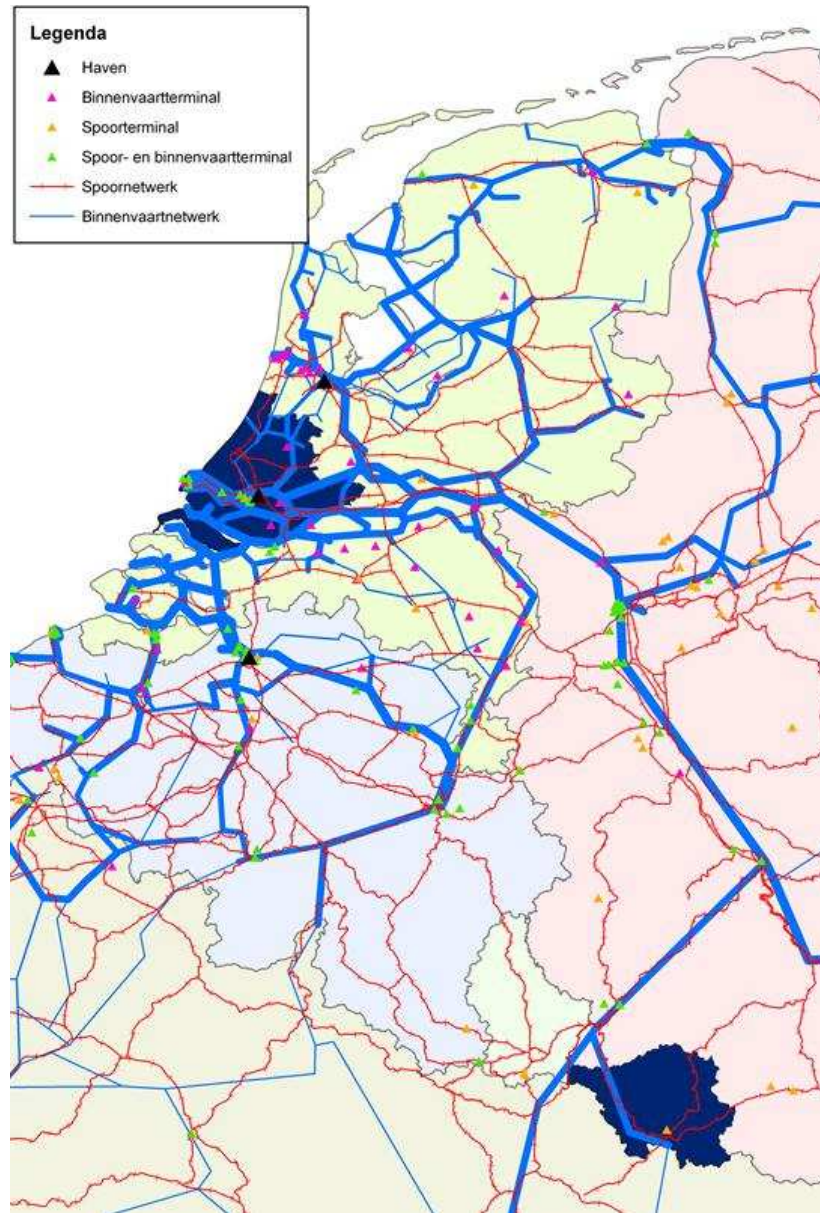 Legenda
Haven
Binnenvaartterminal
Spoorterminal
Spoor- en binnenvaartterminal
Spoornetwerk
Binnenvaartnetwerk